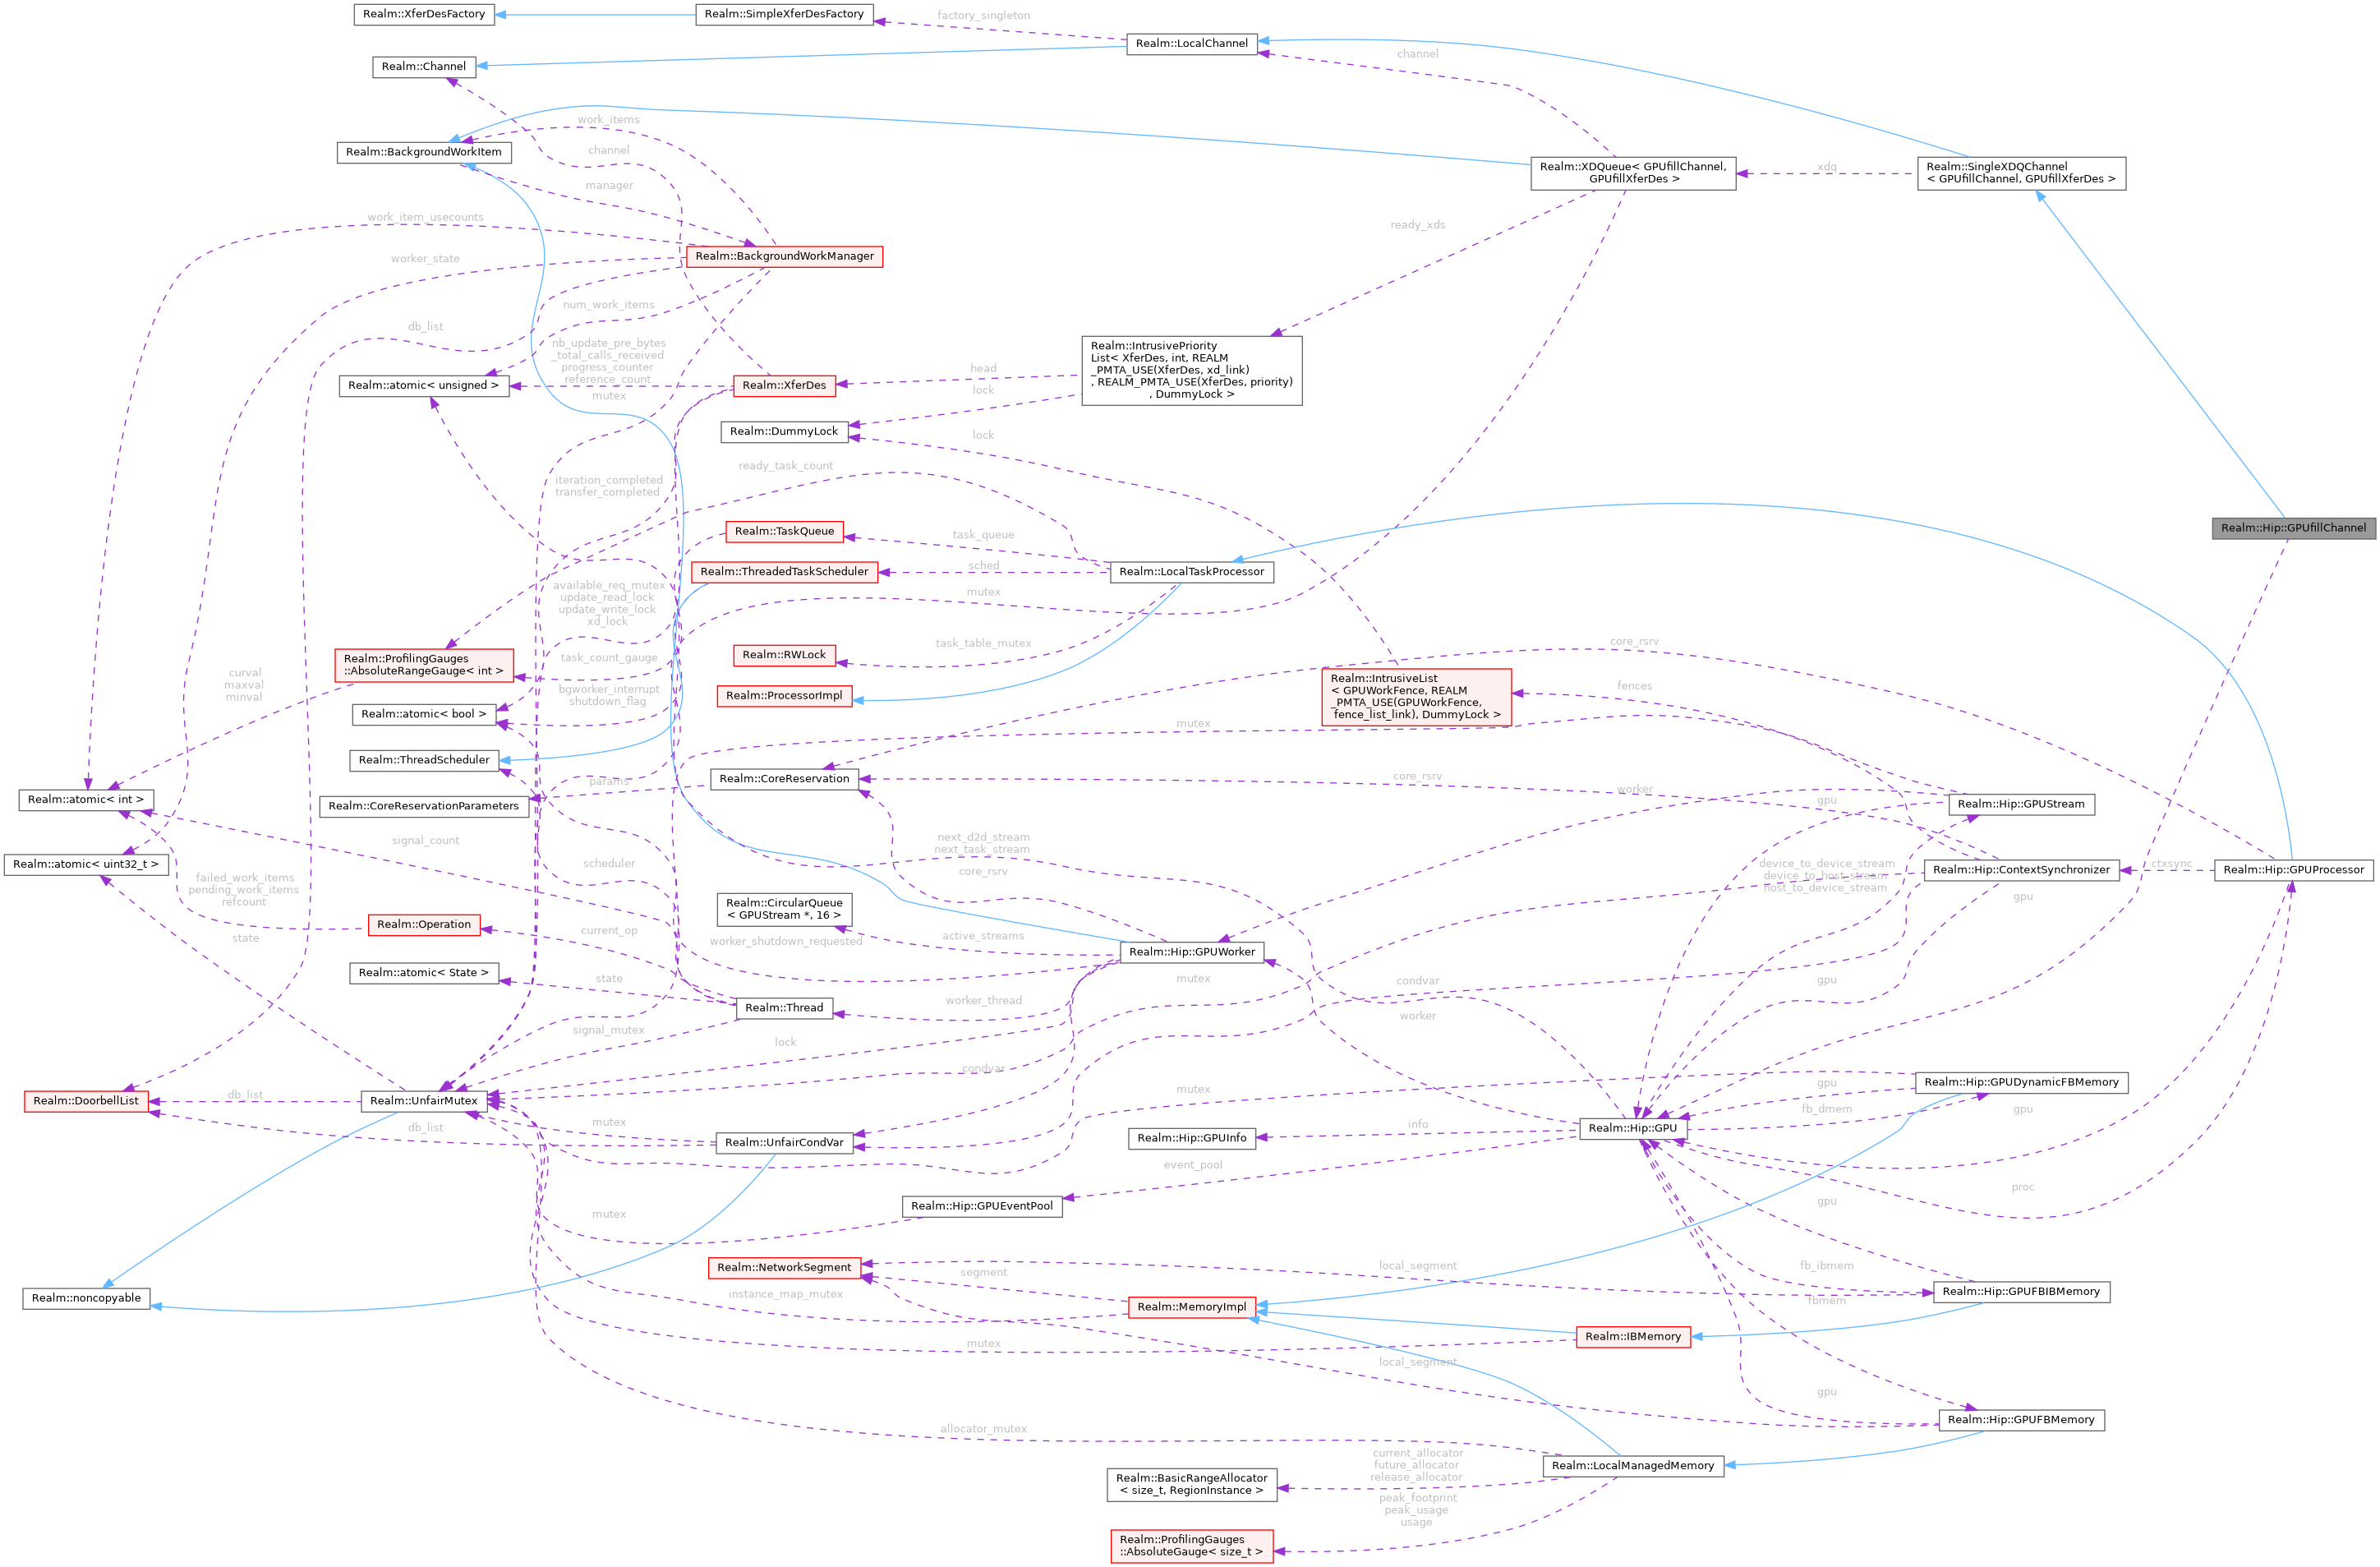 Realm::XferDesFactory
Realm::SimpleXferDesFactory
factory_singleton
Realm::LocalChannel
channel
Realm::Channel
work_items
Realm::BackgroundWorkItem
channel
Realm::XDQueue< GPUfillChannel,
GPUfillXferDes >
xdq
Realm::SingleXDQChannel
< GPUfillChannel, GPUfillXferDes >
manager
work_item_usecounts
ready_xds
worker_state
Realm::BackgroundWorkManager
num_work_items
db_list
nb_update_pre_bytes
_total_calls_received
progress_counter
reference_count
mutex
Realm::atomic< unsigned >
Realm::XferDes
head
lock
Realm::IntrusivePriority
List< XferDes, int, REALM
_PMTA_USE(XferDes, xd_link)
, REALM_PMTA_USE(XferDes, priority)
, DummyLock >
Realm::DummyLock
lock
ready_task_count
iteration_completed
transfer_completed
Realm::TaskQueue
task_queue
Realm::Hip::GPUfillChannel
Realm::ThreadedTaskScheduler
sched
Realm::LocalTaskProcessor
mutex
available_req_mutex
update_read_lock
update_write_lock
xd_lock
task_table_mutex
Realm::RWLock
core_rsrv
Realm::ProfilingGauges
::AbsoluteRangeGauge< int >
task_count_gauge
curval
maxval
minval
bgworker_interrupt
shutdown_flag
Realm::ProcessorImpl
Realm::IntrusiveList
< GPUWorkFence, REALM
_PMTA_USE(GPUWorkFence,
fence_list_link), DummyLock >
fences
Realm::atomic< bool >
mutex
Realm::ThreadScheduler
params
Realm::CoreReservation
core_rsrv
worker
gpu
Realm::Hip::GPUStream
Realm::atomic< int >
Realm::CoreReservationParameters
signal_count
next_d2d_stream
next_task_stream
core_rsrv
Realm::atomic< uint32_t >
scheduler
device_to_device_stream
device_to_host_stream
host_to_device_stream
Realm::Hip::ContextSynchronizer
ctxsync
Realm::Hip::GPUProcessor
failed_work_items
pending_work_items
refcount
gpu
Realm::CircularQueue
< GPUStream *, 16 >
Realm::Operation
current_op
state
worker_shutdown_requested
active_streams
Realm::Hip::GPUWorker
Realm::atomic< State >
state
mutex
condvar
gpu
worker_thread
Realm::Thread
worker
signal_mutex
lock
condvar
mutex
gpu
Realm::Hip::GPUDynamicFBMemory
Realm::DoorbellList
db_list
Realm::UnfairMutex
fb_dmem
gpu
db_list
mutex
Realm::UnfairCondVar
Realm::Hip::GPUInfo
info
Realm::Hip::GPU
event_pool
proc
Realm::Hip::GPUEventPool
gpu
mutex
Realm::NetworkSegment
local_segment
fb_ibmem
segment
Realm::noncopyable
instance_map_mutex
Realm::MemoryImpl
fbmem
Realm::Hip::GPUFBIBMemory
mutex
Realm::IBMemory
local_segment
gpu
Realm::Hip::GPUFBMemory
allocator_mutex
current_allocator
future_allocator
release_allocator
Realm::LocalManagedMemory
Realm::BasicRangeAllocator
< size_t, RegionInstance >
peak_footprint
peak_usage
usage
Realm::ProfilingGauges
::AbsoluteGauge< size_t >